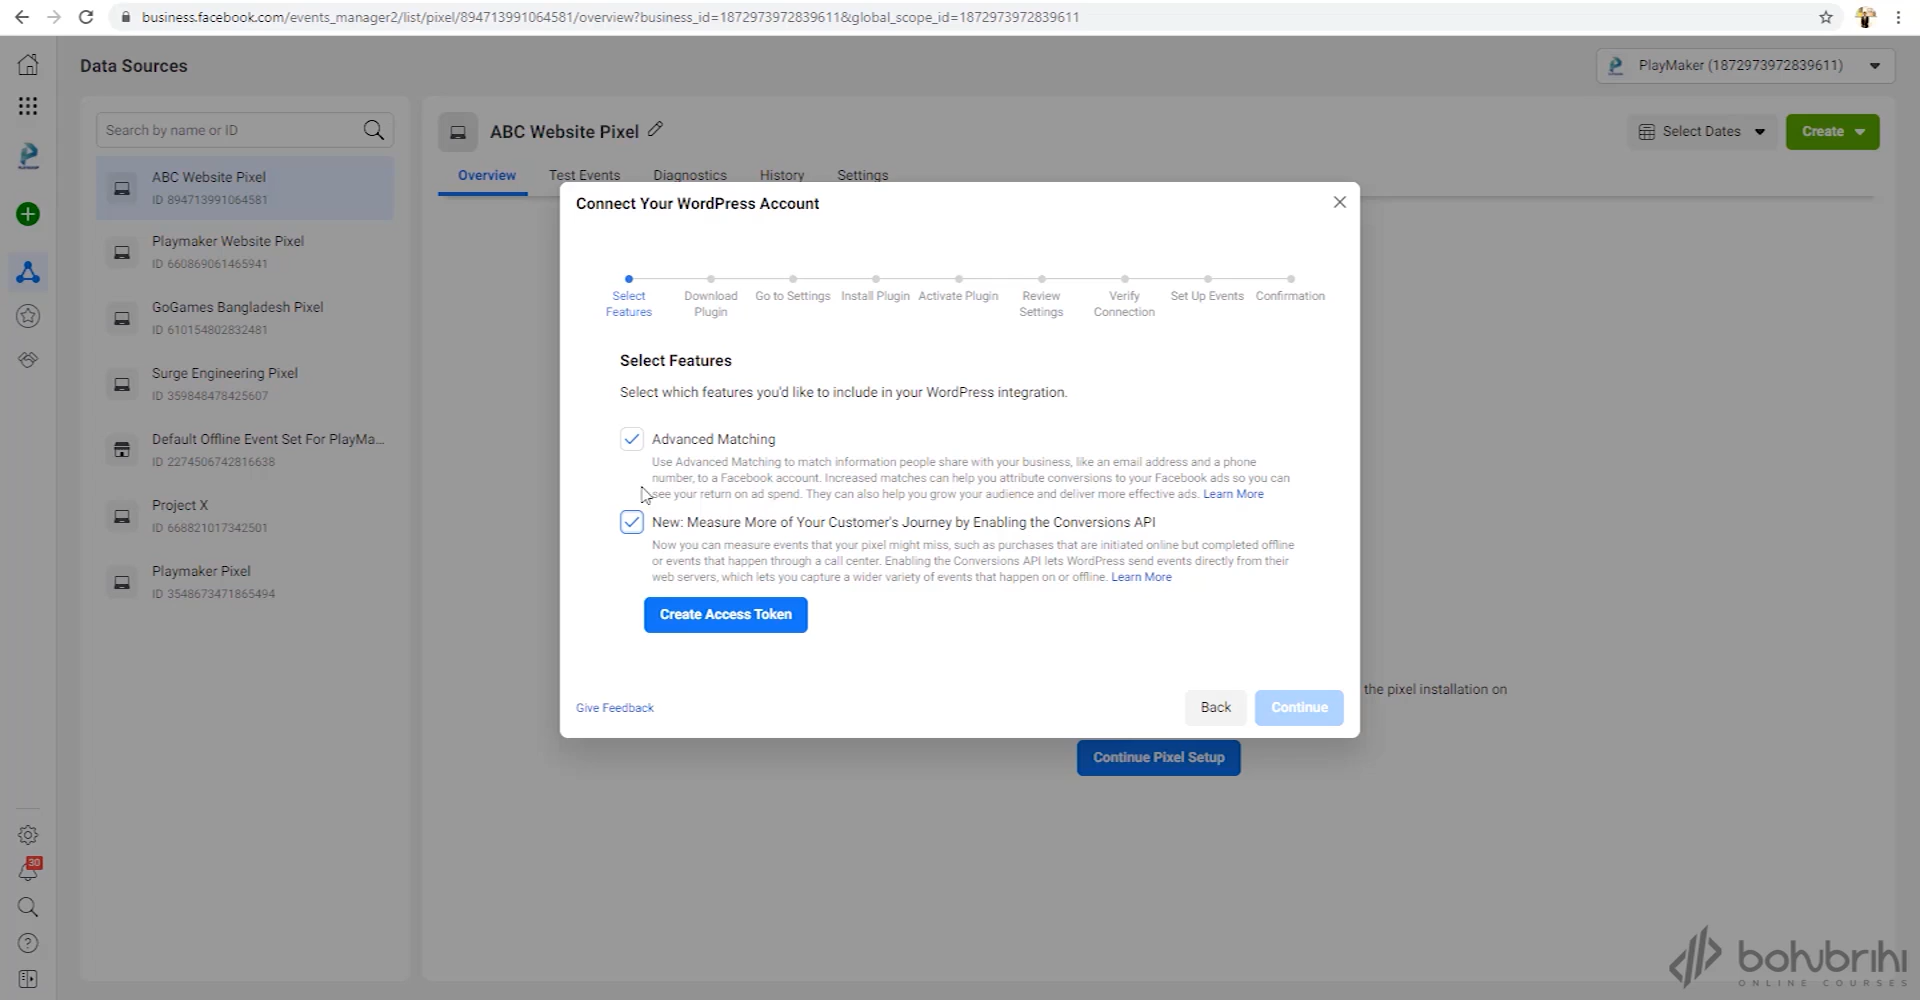 business.facebook.com/events_manager2/list/pixel/894713991064581/overview?business_id=1872973972839611&global_scope_id=1872973972839611
Data Sources
PlayMaker (1872973972839611)
Search by name or ID
ABC Website Pixel
ID 894713991064581
Playmaker Website Pixel
ID 660869061465941
GoGames Bangladesh Pixel
ID 610154802832481
Surge Engineering Pixel
ID 359848478425607
Default Offline Event Set For PlayMa...
ID 2274506742816638
Project X
ID 668821017342501
Playmaker Pixel
ID 3548673471865494
30
ABC Website Pixel
Select Dates
Create
Overview
Test Events
Diagnostics
History
Settings
Connect Your WordPress Account
Select
Features
Download
Plugin
Go to Settings
Install Plugin
Activate Plugin
Review
Settings
Verify
Connection
Set Up Events
Confirmation
Select Features
Select which features you'd like to include in your WordPress integration.
Advanced Matching
Use Advanced Matching to match information people share with your business, like an email address and a phone
number, to a Facebook account. Increased matches can help you attribute conversions to your Facebook ads so you can
see your return on ad spend. They can also help you grow your audience and deliver more effective ads. Learn More
New: Measure More of Your Customer's Journey by Enabling the Conversions API
Now you can measure events that your pixel might miss, such as purchases that are initiated online but completed offline
or events that happen through a call center. Enabling the Conversions API lets WordPress send events directly from their
web servers, which lets you capture a wider variety of events that happen on or offline. Learn More
Create Access Token
Give Feedback
Back
Continue
the pixel installation on
Continue Pixel Setup
bohubrihi
ONLINE COURSES